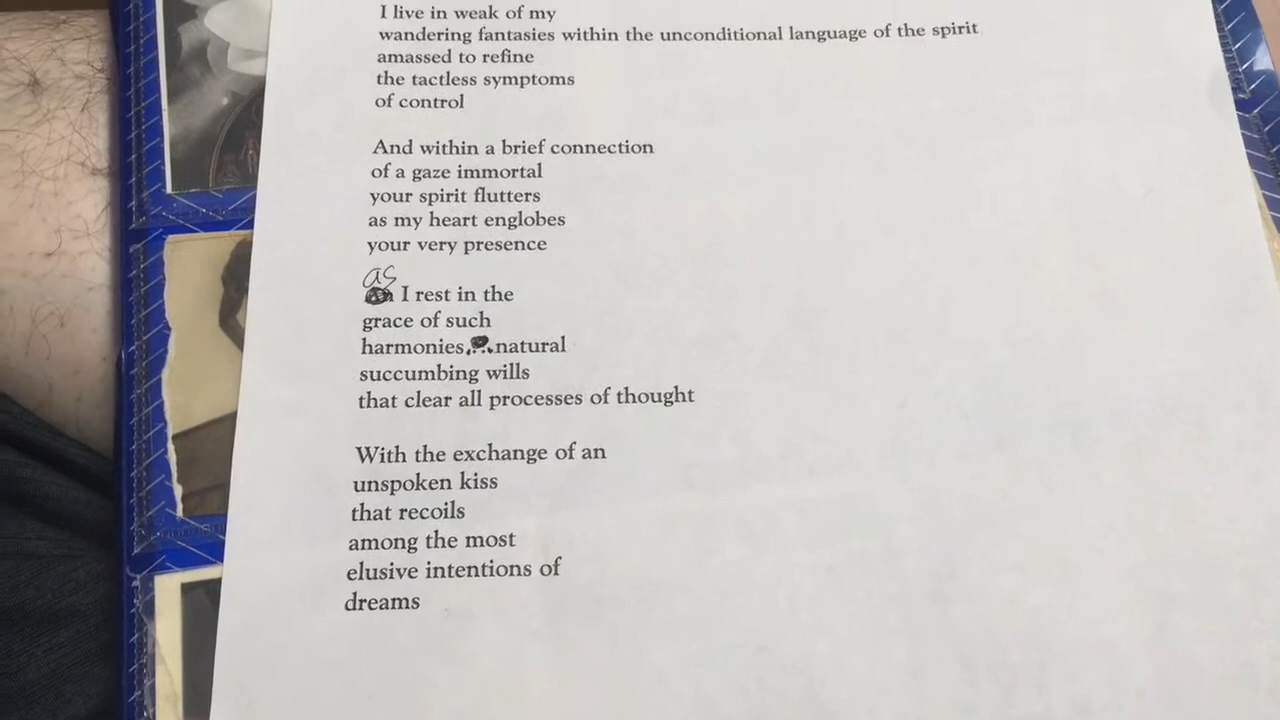 I live in weak of my
wandering fantasies within the unconditional language of the spirit
amassed to refine
the tactless symptoms
of control
And within a brief connection
of a gaze immortal
your spirit flutters
as my heart englobes
your very presence
as
I rest in the
grace of such
harmonies, natural
succumbing wills
that clear all processes of thought
With the exchange of an
unspoken kiss
that recoils
among the most
elusive intentions of
dreams